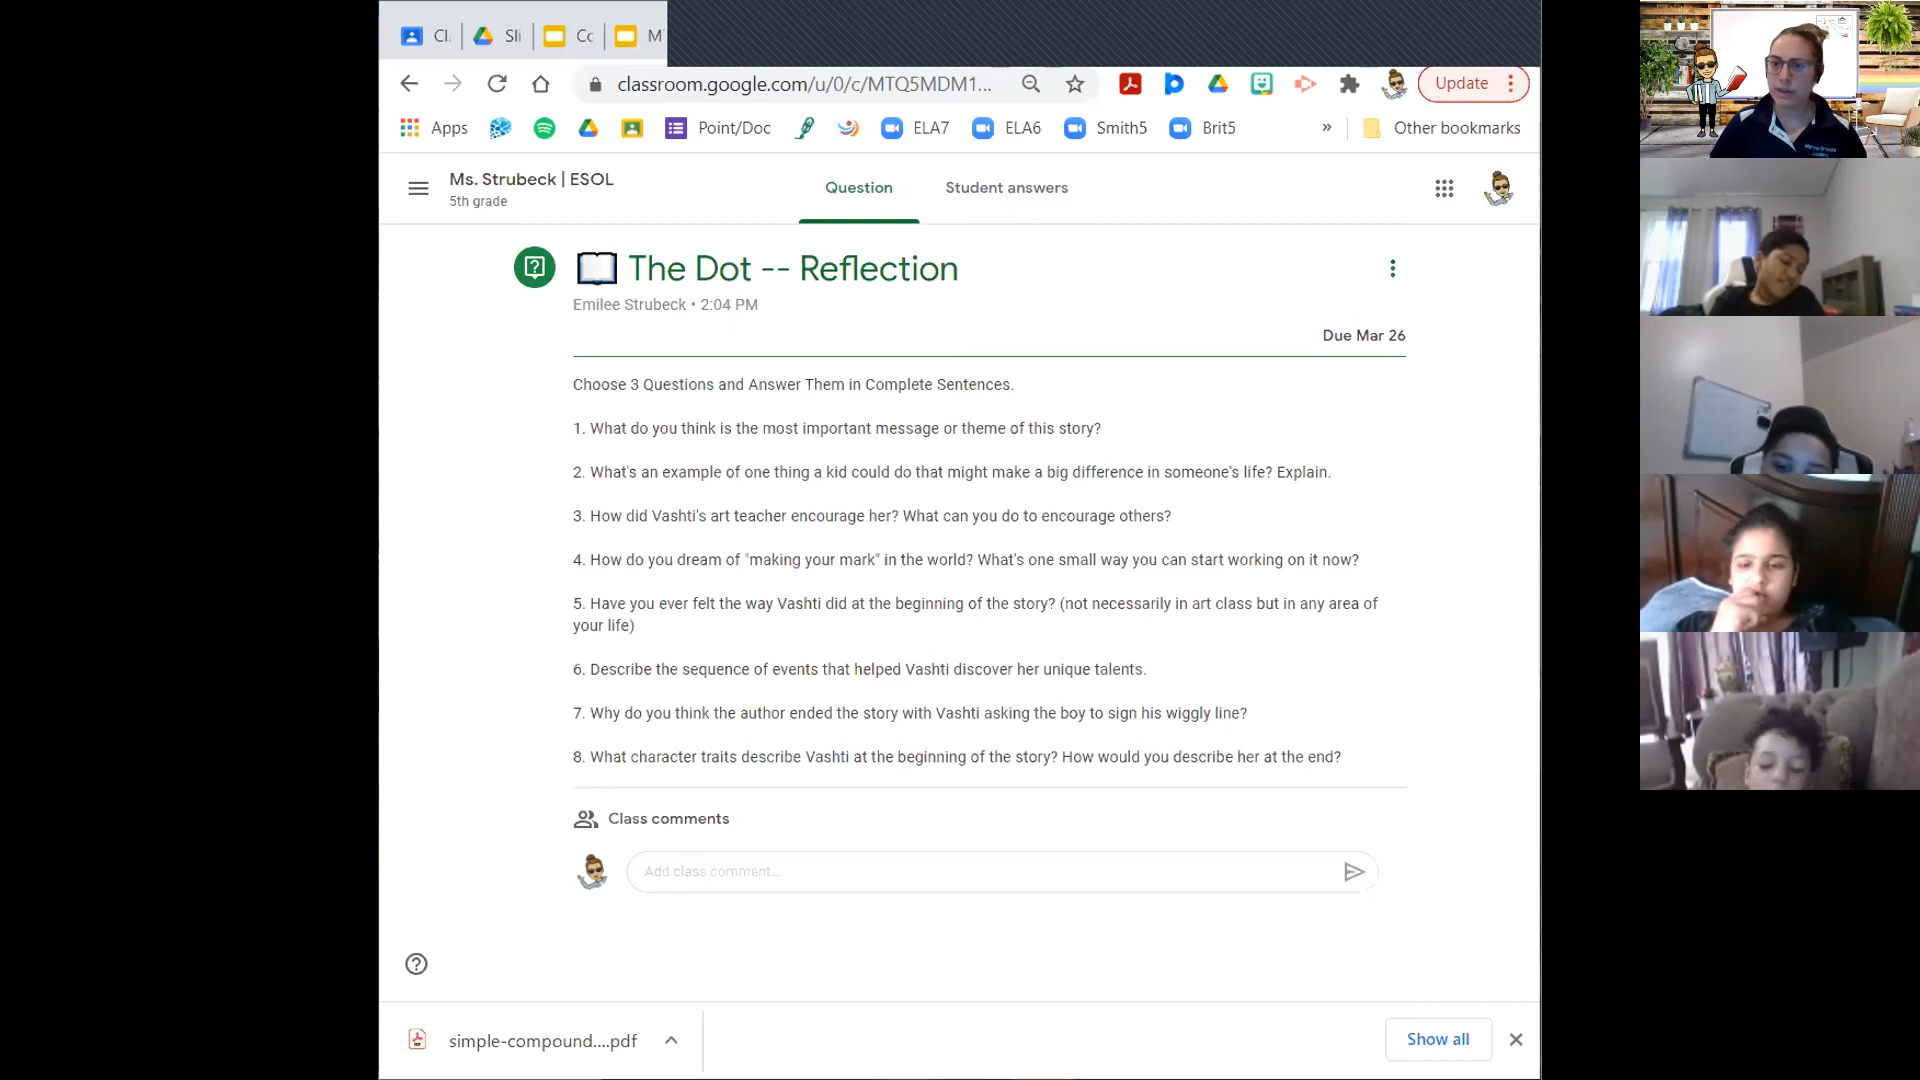 Cl
Sli
Co
M
classroom.google.com/u/0/c/MTQ5MDM1...
Update
Apps
Point/Doc
ELA7
ELA6
Smith5
Brit5
»
Other bookmarks
Ms. Strubeck | ESOL
5th grade
Question
Student answers
The Dot -- Reflection
Emilee Strubeck • 2:04 PM
Due Mar 26
Choose 3 Questions and Answer Them in Complete Sentences.
1. What do you think is the most important message or theme of this story?
2. What's an example of one thing a kid could do that might make a big difference in someone's life? Explain.
3. How did Vashti's art teacher encourage her? What can you do to encourage others?
4. How do you dream of "making your mark" in the world? What's one small way you can start working on it now?
5. Have you ever felt the way Vashti did at the beginning of the story? (not necessarily in art class but in any area of
your life)
6. Describe the sequence of events that helped Vashti discover her unique talents.
7. Why do you think the author ended the story with Vashti asking the boy to sign his wiggly line?
8. What character traits describe Vashti at the beginning of the story? How would you describe her at the end?
Class comments
Add class comment...
simple-compound....pdf
Show all